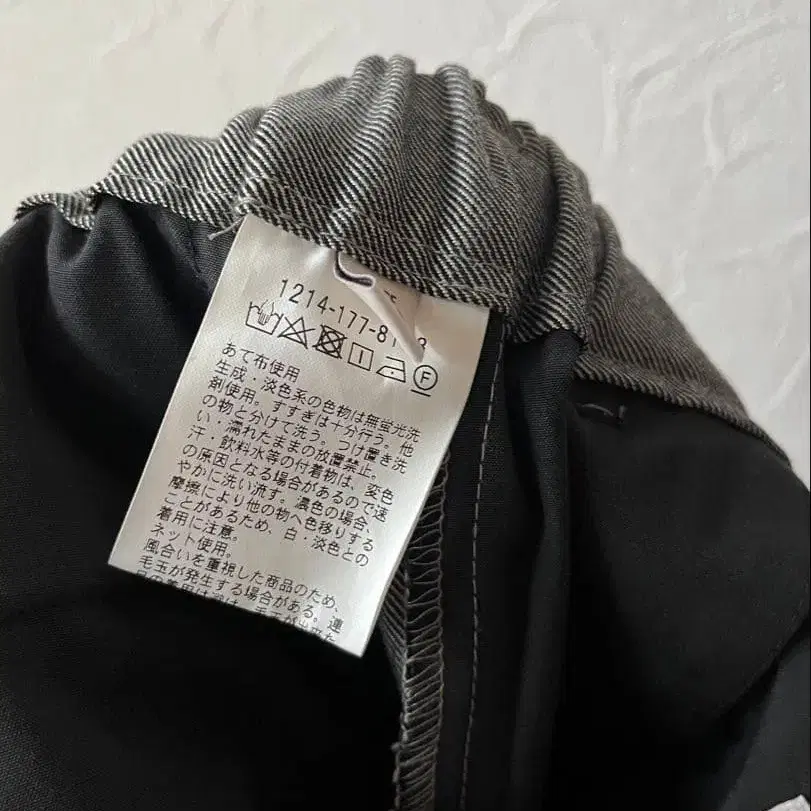 1214-177-8
F
あて布使用
生成・淡色系の色物は無蛍光洗
剤使用。すすぎは十分行う。他
の物と分けて洗う。つけ置き洗
い・濡れたままの放置禁止。
汗・飲料水等の付着物は、変色
の原因となる場合があるので速
やかに洗い流す。濃色の場合、
摩擦により他の物へ色移りする
ことがあるため、白・淡色との
着用に注意。
ネット使用。
風合いを重視した商品のため、
毛玉が発生する場合がある。連
毛玉が出来た